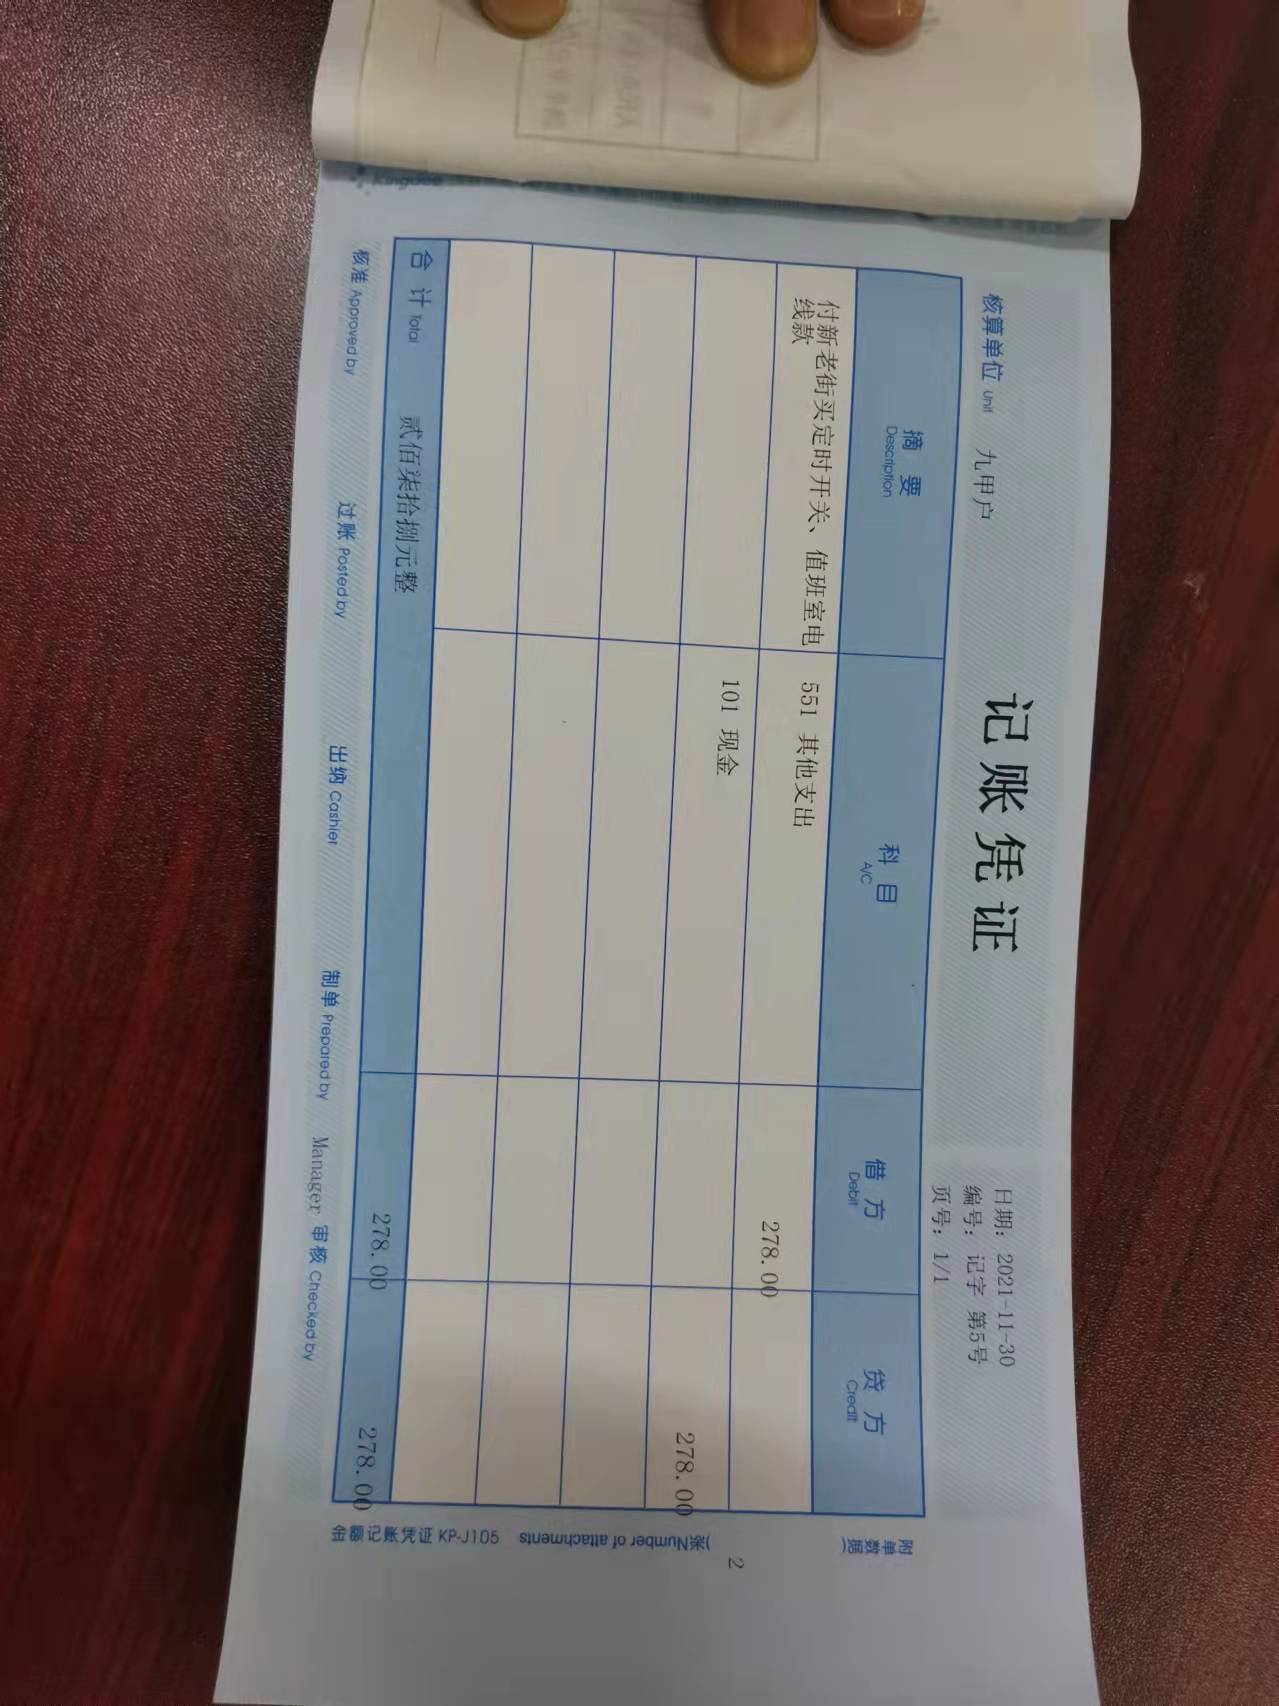 Kingdee
记账凭证
核算单位 Unit 九甲户
日期: 2021-11-30
编号: 记字 第5号
页号: 1/1
摘要 Description 科目 A/C 借方 Debit 贷方 Credit
付新老街买定时开关、值班室电
线款 551 其他支出 278.00
101 现金 278.00
合计 Total 贰佰柒拾捌元整 278.00 278.00
附单据数(
2
)张Number of attachments
金额记账凭证 KP-J105
核准 Approved by 过账 Posted by 出纳 Cashier 制单 Prepared by Manager 审核 Checked by